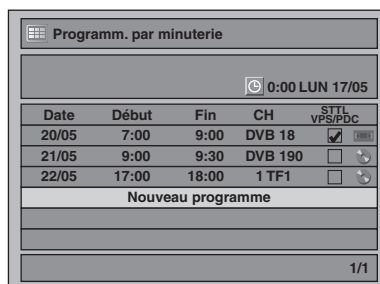 Programm. par minuterie
0:00 LUN 17/05
Date Début Fin CH STTL VPS/PDC
20/05 7:00 9:00 DVB 18
21/05 9:00 9:30 DVB 190
22/05 17:00 18:00 1 TF1
Nouveau programme
1/1